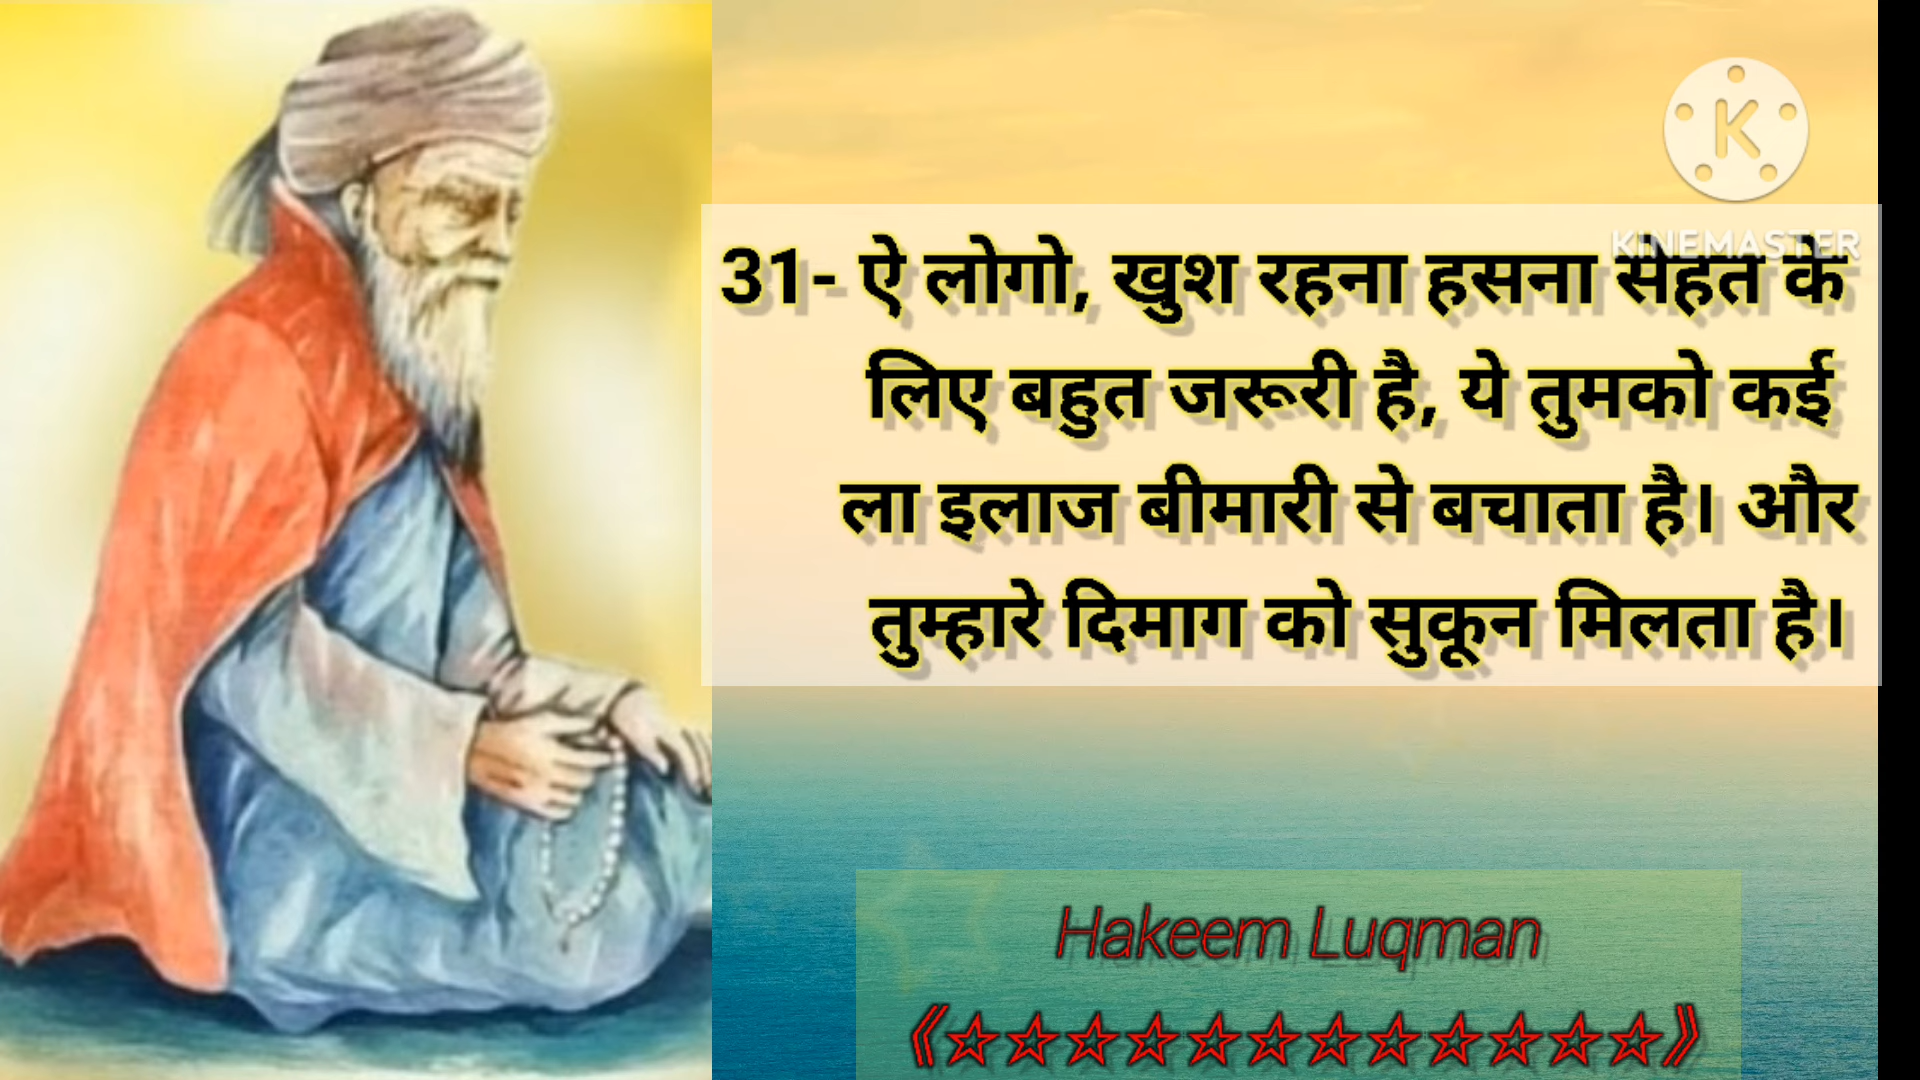 K
KINEMASTER
31- ऐ लोगो, खुश रहना हसना सेहत के
लिए बहुत जरूरी है, ये तुमको कई
ला इलाज बीमारी से बचाता है। और
तुम्हारे दिमाग को सुकून मिलता है।
Hakeem Luqman
《☆☆☆☆☆☆☆☆☆☆☆☆》